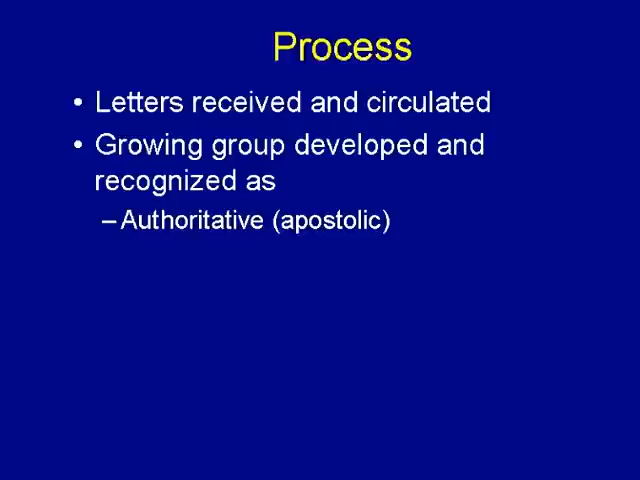 Process
• Letters received and circulated
• Growing group developed and
recognized as
– Authoritative (apostolic)